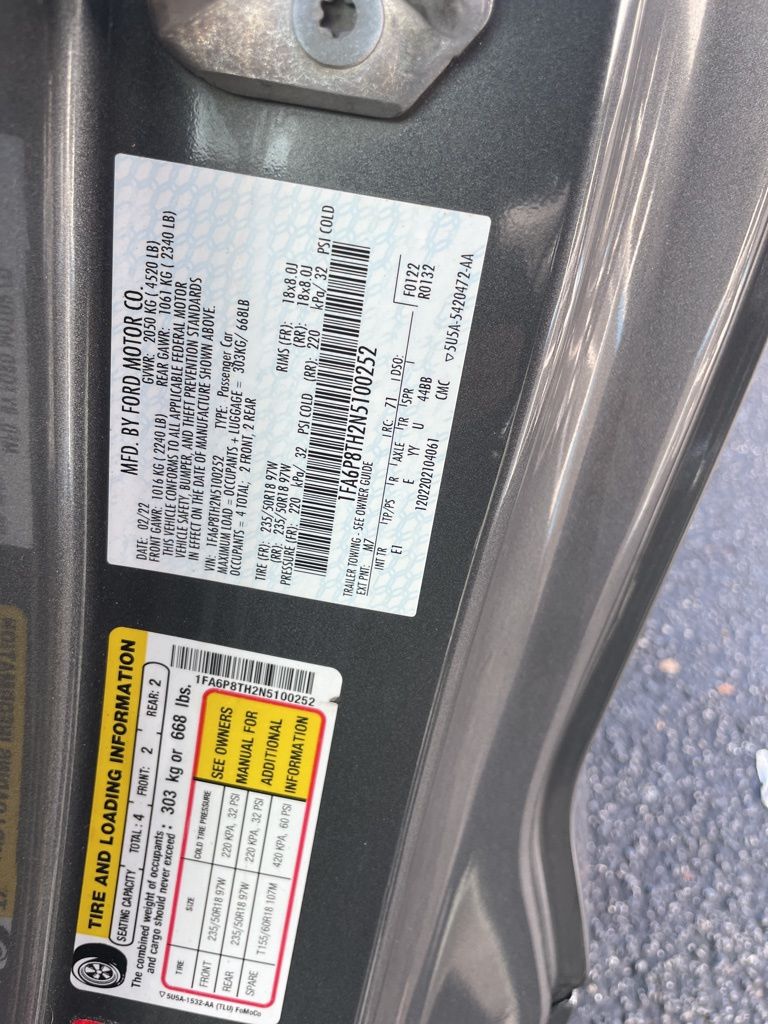 MFD. BY FORD MOTOR CO.
DATE: 02/22 GVWR: 2050 KG ( 4520 LB)
FRONT GAWR: 1016 KG ( 2240 LB) REAR GAWR: 1061 KG ( 2340 LB)
THIS VEHICLE CONFORMS TO ALL APPLICABLE FEDERAL MOTOR
VEHICLE SAFETY, BUMPER, AND THEFT PREVENTION STANDARDS
IN EFFECT ON THE DATE OF MANUFACTURE SHOWN ABOVE.
VIN: 1FA6P8TH2N5100252 TYPE: Passenger Car
MAXIMUM LOAD = OCCUPANTS + LUGGAGE = 303KG/ 668LB
OCCUPANTS = 4 TOTAL; 2 FRONT, 2 REAR
TIRE (FR): 235/50R18 97W RIMS (FR): 18x8.0J
(RR): 235/50R18 97W (RR): 18x8.0J
PRESSURE (FR): 220 kPa/ 32 PSI COLD (RR): 220 kPa/ 32 PSI COLD
1FA6P8TH2N5100252
TRAILER TOWING - SEE OWNER GUIDE
EXT PNT: M7 RC: 71 DSO:
INT TR TP/PS R AXLE TR SPR F0122
E1 E YY U 44BB R0132
1202202104061 CMC
▽5U5A-5420472-AA
TIRE AND LOADING INFORMATION
SEATING CAPACITY TOTAL: 4 FRONT: 2 REAR: 2
The combined weight of occupants
and cargo should never exceed : 303 kg or 668 lbs.
1FA6P8TH2N5100252
TIRE SIZE COLD TIRE PRESSURE
FRONT 235/50R18 97W 220 KPA, 32 PSI
REAR 235/50R18 97W 220 KPA, 32 PSI
SPARE T155/60R18 107M 420 KPA, 60 PSI
SEE OWNERS
MANUAL FOR
ADDITIONAL
INFORMATION
▽5U5A-1532-AA (TLU) FoMoCo